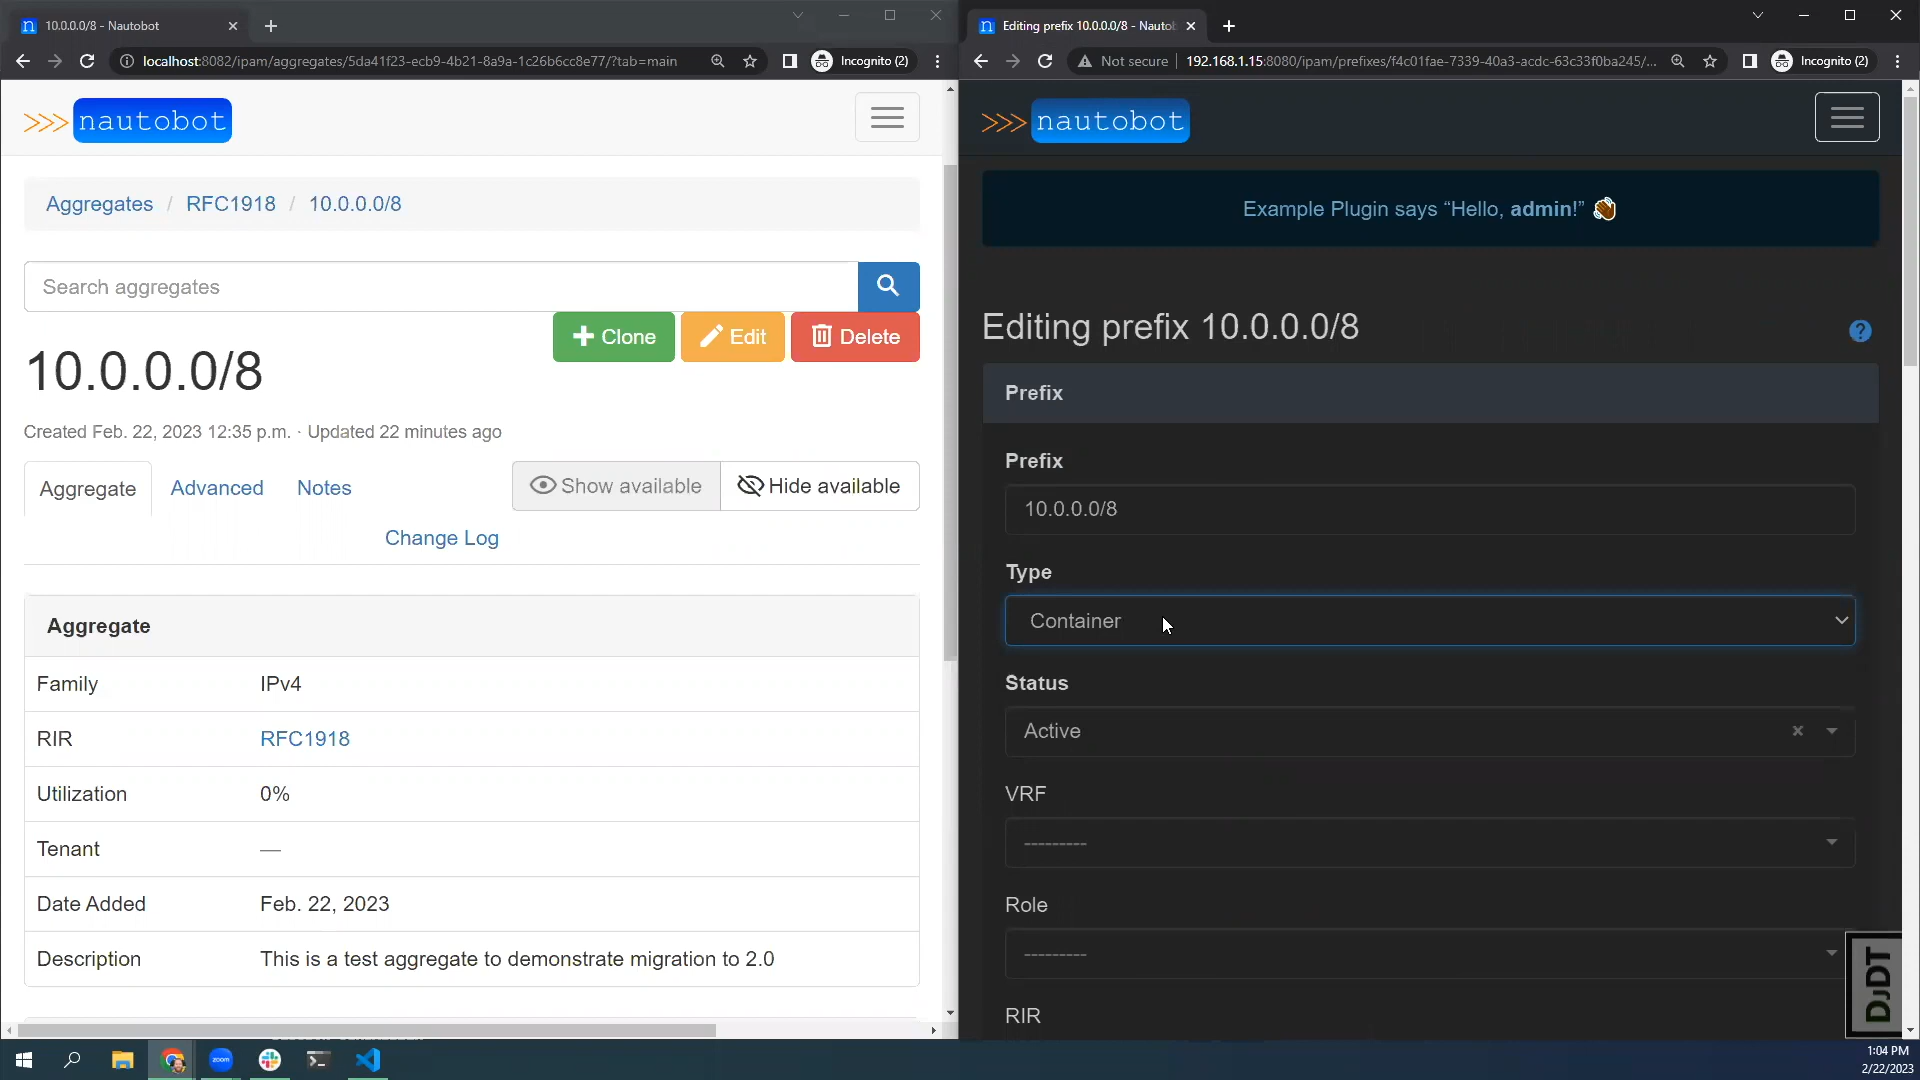 10.0.0.0/8 - Nautobot
localhost:8082/ipam/aggregates/5da41f23-ecb9-4b21-8a9a-1c26b6cc8e77/?tab=main
Incognito (2)
>>> nautobot
Aggregates / RFC1918 / 10.0.0.0/8
Search aggregates
Clone
Edit
Delete
10.0.0.0/8
Created Feb. 22, 2023 12:35 p.m. · Updated 22 minutes ago
Aggregate
Advanced
Notes
Show available
Hide available
Change Log
Aggregate
Family IPv4
RIR RFC1918
Utilization 0%
Tenant —
Date Added Feb. 22, 2023
Description This is a test aggregate to demonstrate migration to 2.0
Editing prefix 10.0.0.0/8 - Nautob
Not secure
192.168.1.15:8080/ipam/prefixes/f4c01fae-7339-40a3-acdc-63c33f0ba245/...
Incognito (2)
>>> nautobot
Example Plugin says “Hello, admin!” 👋
Editing prefix 10.0.0.0/8
?
Prefix
Prefix
10.0.0.0/8
Type
Container
Status
Active
VRF
---------
Role
---------
RIR
DJDT
zoom
1:04 PM
2/22/2023